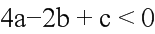 4a−2b + c < 0